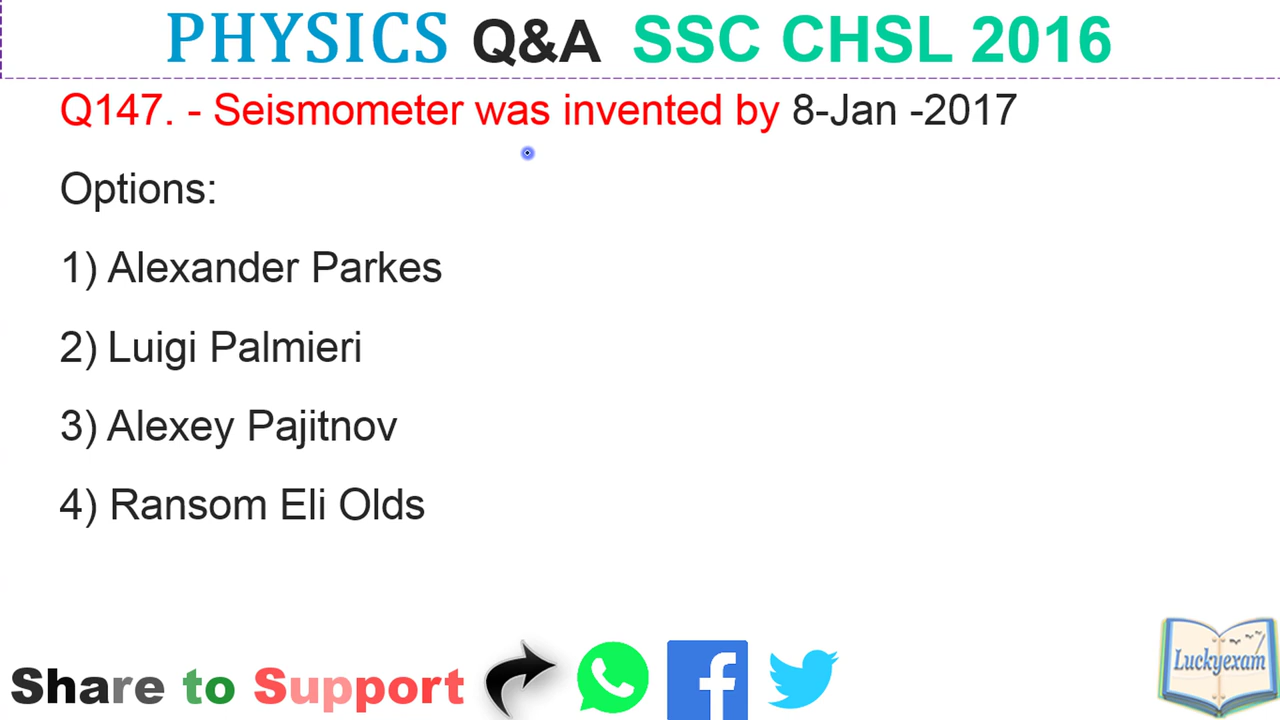 PHYSICS Q&A SSC CHSL 2016
Q147. - Seismometer was invented by 8-Jan -2017
Options:
1) Alexander Parkes
2) Luigi Palmieri
3) Alexey Pajitnov
4) Ransom Eli Olds
Share to Support
Luckyexam